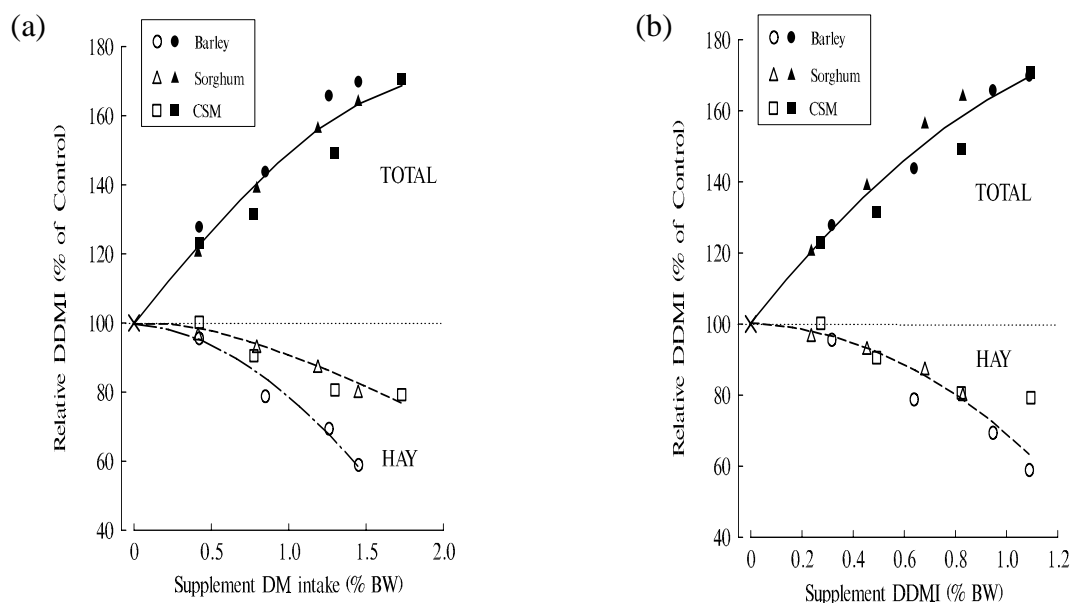 (a)
Barley
Sorghum
CSM
180
160
140
120
100
80
60
40
0 0.5 1.0 1.5 2.0
Relative DDMI (% of Control)
Supplement DM intake (% BW)
TOTAL
HAY
(b)
Barley
Sorghum
CSM
180
160
140
120
100
80
60
40
0 0.2 0.4 0.6 0.8 1.0 1.2
Relative DDMI (% of Control)
Supplement DDMI (% BW)
TOTAL
HAY